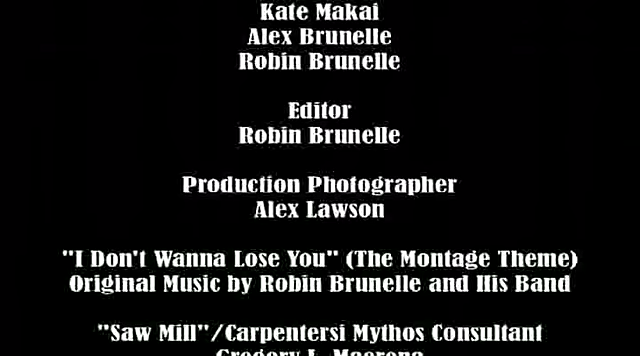 Kate Makai
Alex Brunelle
Robin Brunelle
Editor
Robin Brunelle
Production Photographer
Alex Lawson
"I Don't Wanna Lose You" (The Montage Theme)
Original Music by Robin Brunelle and His Band
"Saw Mill"/Carpentersi Mythos Consultant
Gregory L.